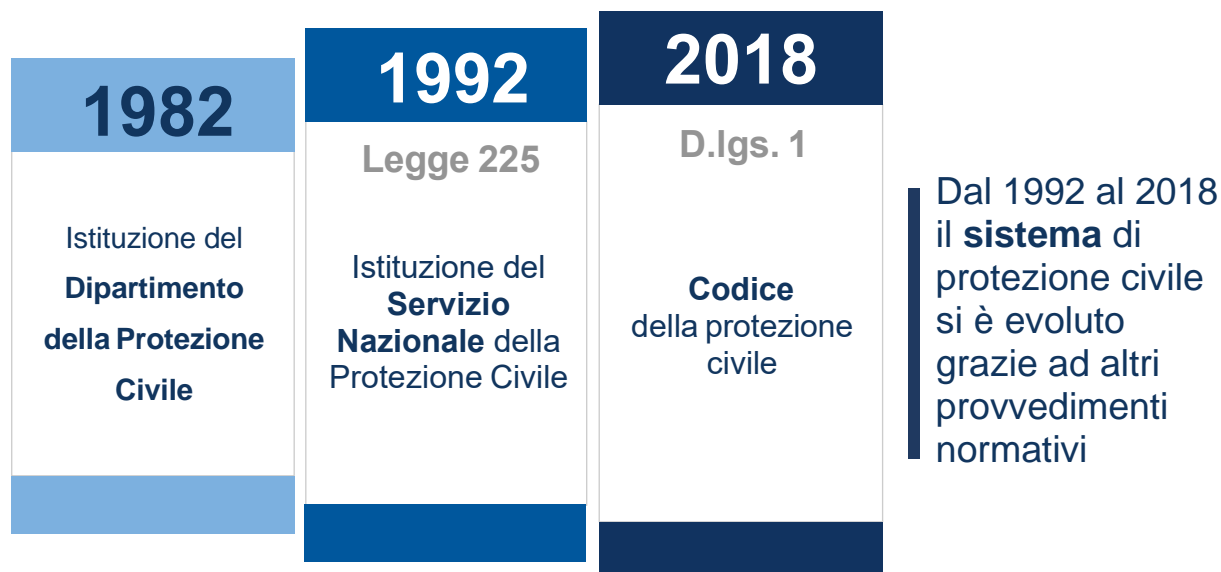 1982
Istituzione del
Dipartimento
della Protezione
Civile
1992
Legge 225
Istituzione del
Servizio
Nazionale della
Protezione Civile
2018
D.lgs. 1
Codice
della protezione
civile
Dal 1992 al 2018
il sistema di
protezione civile
si è evoluto
grazie ad altri
provvedimenti
normativi